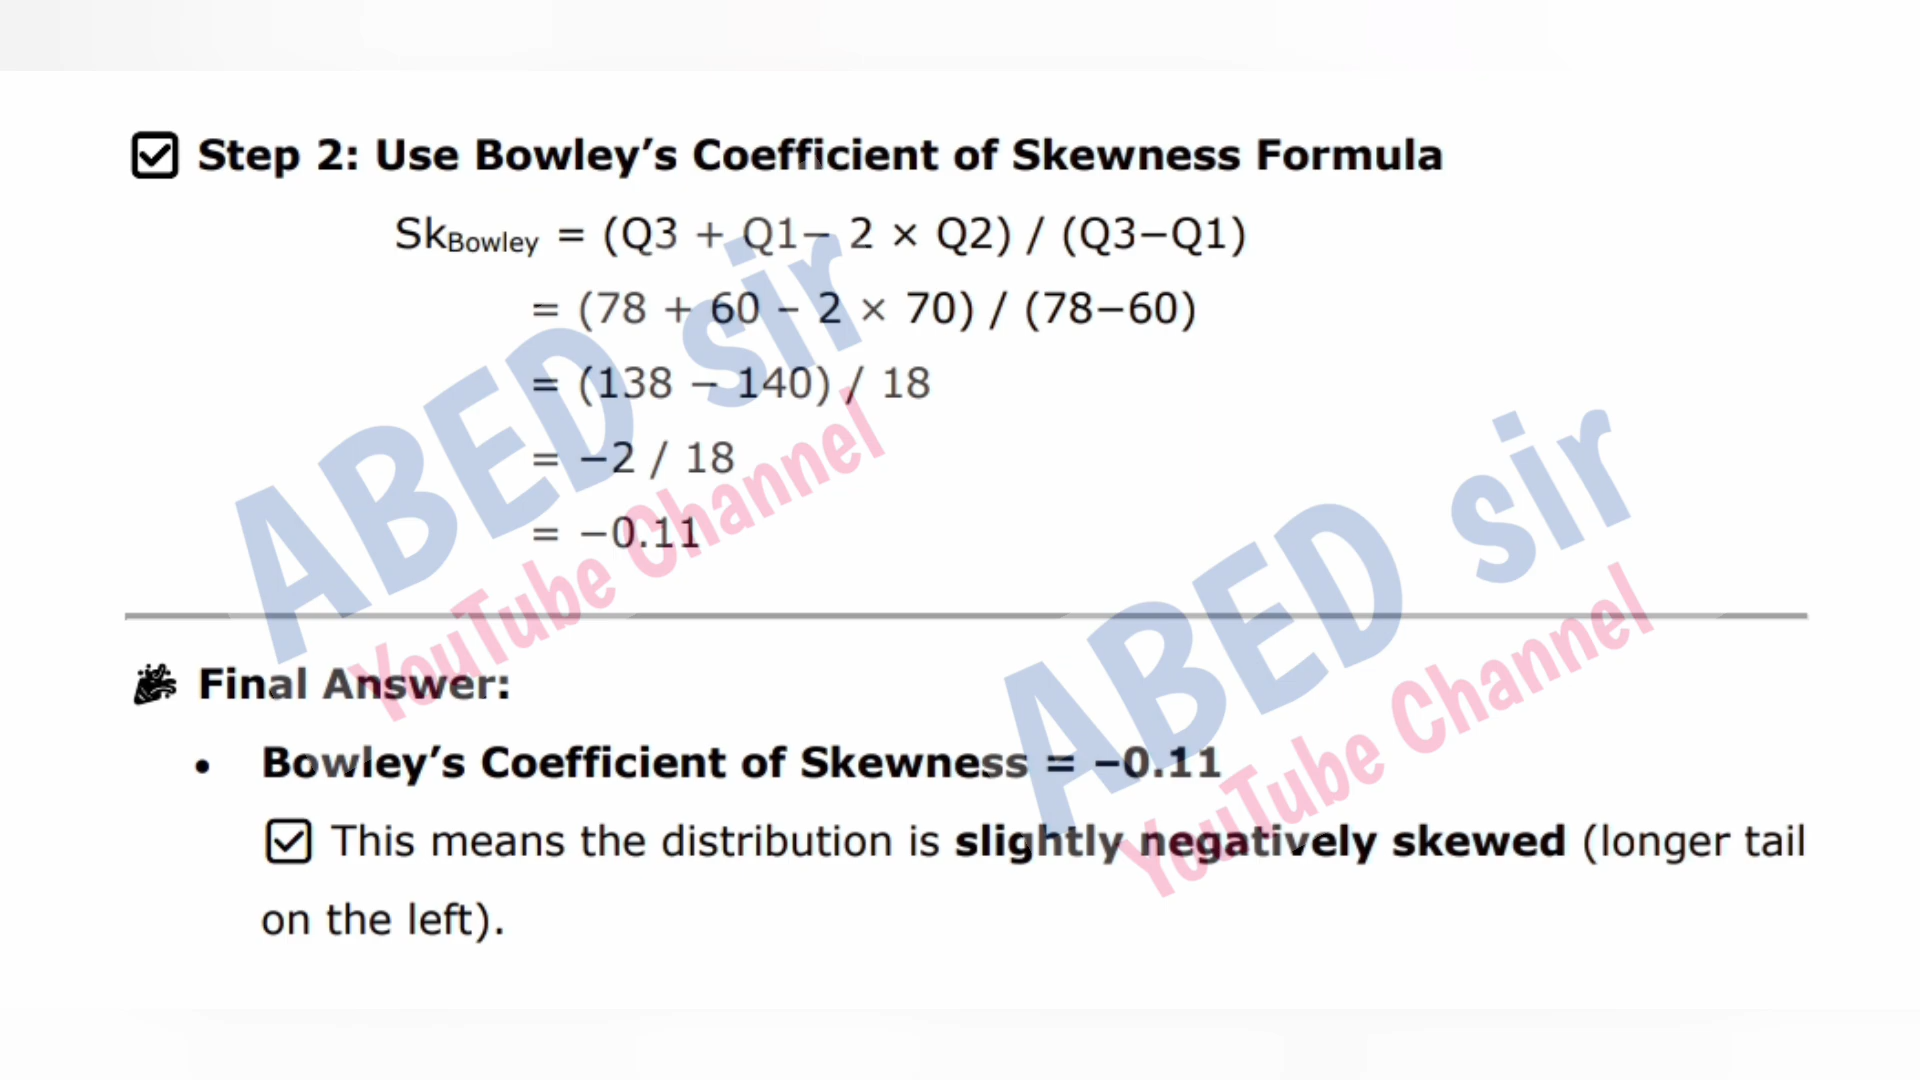 ☑ Step 2: Use Bowley’s Coefficient of Skewness Formula
SkBowley = (Q3 + Q1− 2 × Q2) / (Q3−Q1)
= (78 + 60 − 2 × 70) / (78−60)
= (138 − 140) / 18
= −2 / 18
= −0.11
ABED sir
YouTube Channel
🎉 Final Answer:
• Bowley’s Coefficient of Skewness = −0.11
☑ This means the distribution is slightly negatively skewed (longer tail
on the left).
ABED sir
YouTube Channel